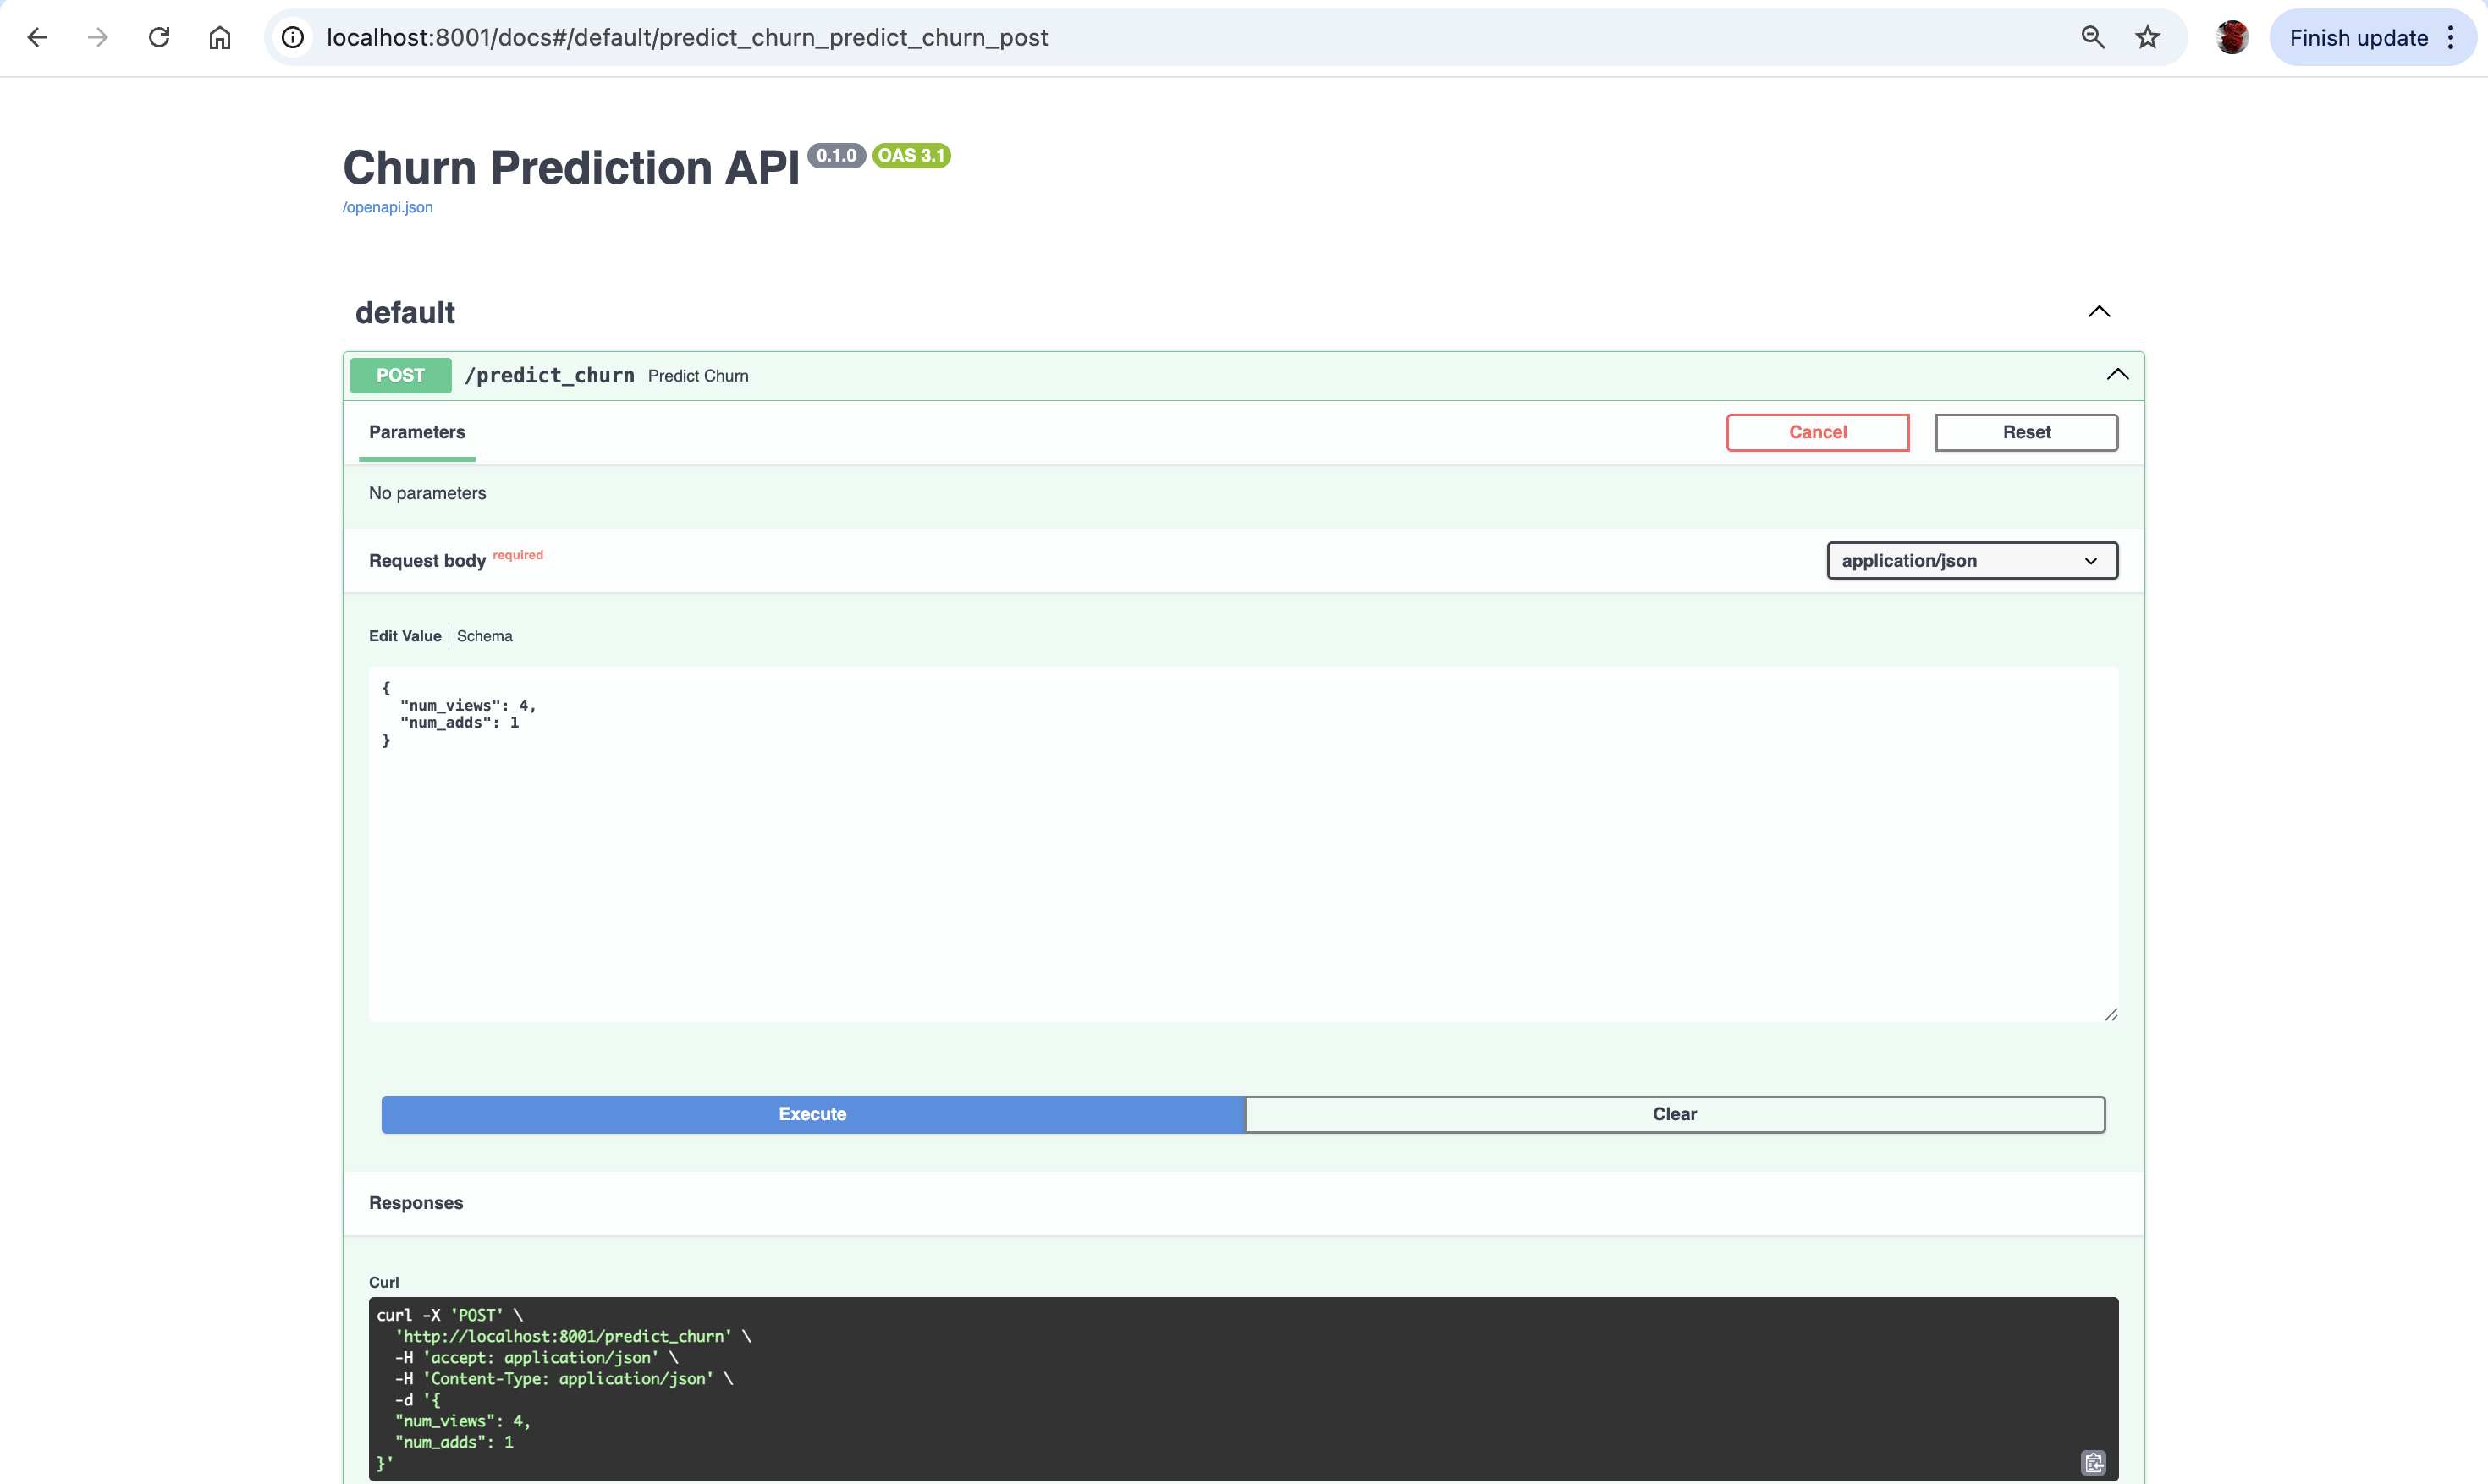 localhost:8001/docs#/default/predict_churn_predict_churn_post
Finish update
Churn Prediction API 0.1.0 OAS 3.1
/openapi.json
default
POST /predict_churn Predict Churn
Parameters
Cancel
Reset
No parameters
Request body required
application/json
Edit Value
Schema
{
  "num_views": 4,
  "num_adds": 1
}
Execute
Clear
Responses
Curl
curl -X 'POST' \
  'http://localhost:8001/predict_churn' \
  -H 'accept: application/json' \
  -H 'Content-Type: application/json' \
  -d '{
  "num_views": 4,
  "num_adds": 1
}'